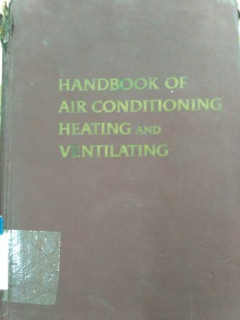 HANDBOOK OF
AIR CONDITIONING
HEATING AND
VENTILATING